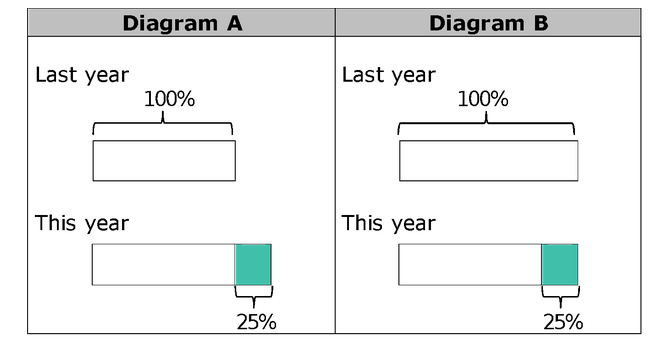 Diagram A
Diagram B
Last year
100%
This year
25%
Last year
100%
This year
25%